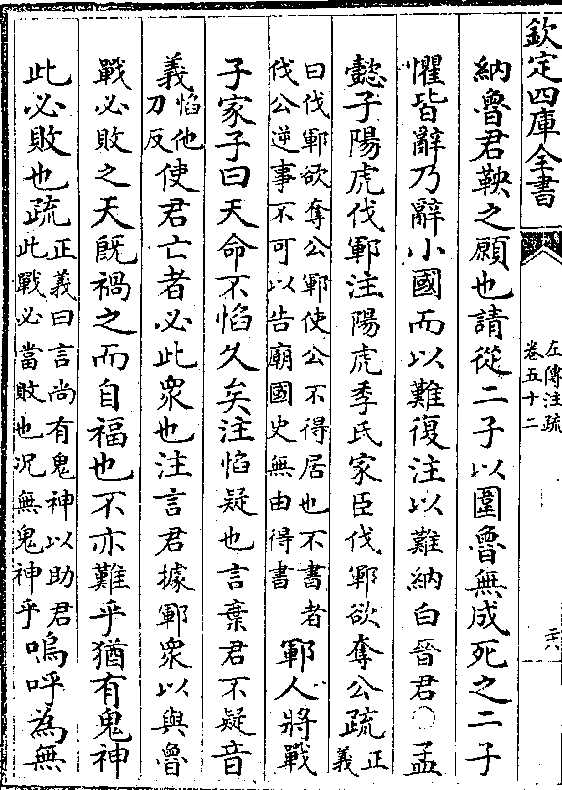 欽定四庫全書
左傳注疏
卷五十二
二六
納魯君鞅之願也請從二子以圍魯無成死之二子
懼皆辭乃辭小國而以難復注以難納白晉君○孟
懿子陽虎伐鄆注陽虎季氏家臣伐鄆欲奪公疏正義
曰伐鄆欲奪公鄆使公不得居也不書者
伐公逆事不可以告廟國史無由得書鄆人將戰
子家子曰天命不慆久矣注慆疑也言棄君不疑音
義慆他刀反使君亡者必此衆也注言君據鄆衆以與魯
戰必敗之天既禍之而自福也不亦難乎猶有鬼神
此必敗也疏正義曰言尚有鬼神以助君
此戰必當敗也况無鬼神乎嗚呼為無